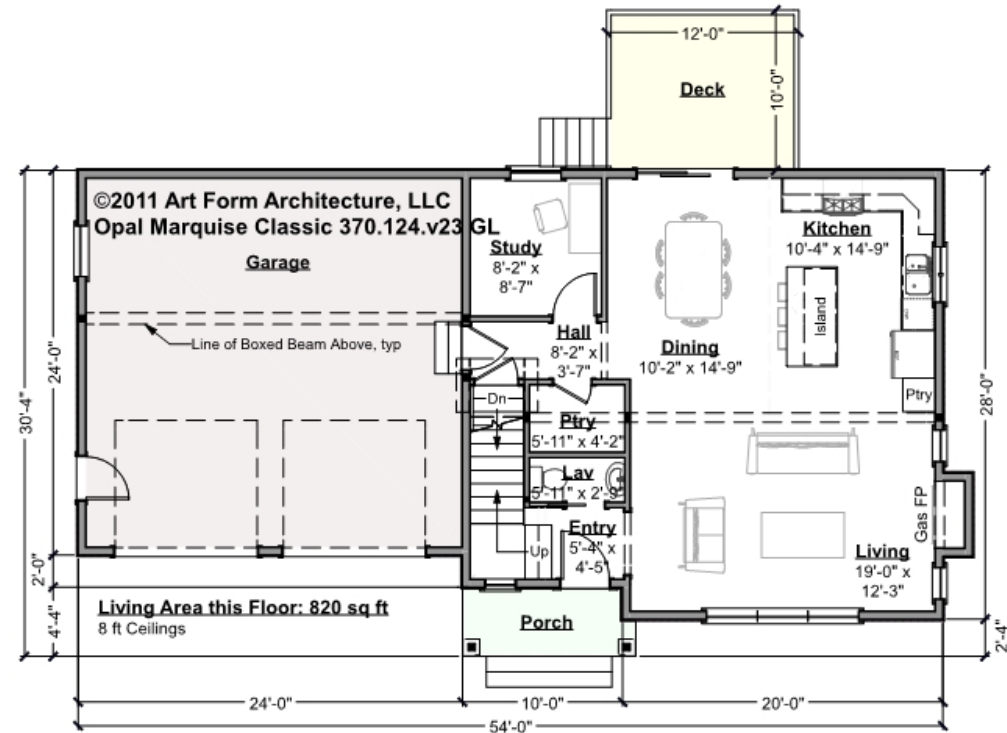 12'-0"
10'-0"
Deck
©2011 Art Form Architecture, LLC
Opal Marquise Classic 370.124.v23 GL
Garage
Study
8'-2" x
8'-7"
Kitchen
10'-4" x 14'-9"
Island
Line of Boxed Beam Above, typ
Hall
8'-2" x
3'-7"
Dining
10'-2" x 14'-9"
Dn
Ptry
Ptry
5'-11" x 4'-2"
Lav
5'-11" x 2'-9"
Entry
5'-4" x
4'-5"
Up
Gas FP
Living
19'-0" x
12'-3"
24'-0"
30'-4"
28'-0"
2'-0"
4'-4"
2'-4"
Living Area this Floor: 820 sq ft
8 ft Ceilings
Porch
24'-0"
10'-0"
20'-0"
54'-0"